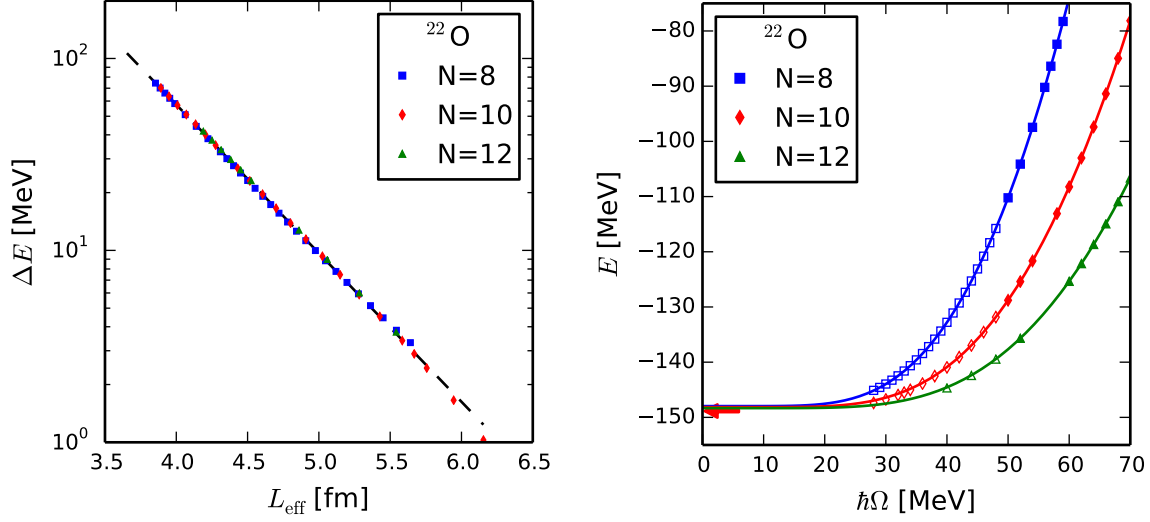 ²²O
N=8
N=10
N=12
10²
10¹
10⁰
ΔE [MeV]
3.5 4.0 4.5 5.0 5.5 6.0 6.5
L_eff [fm]
²²O
N=8
N=10
N=12
−80
−90
−100
−110
−120
−130
−140
−150
E [MeV]
0 10 20 30 40 50 60 70
ħΩ [MeV]